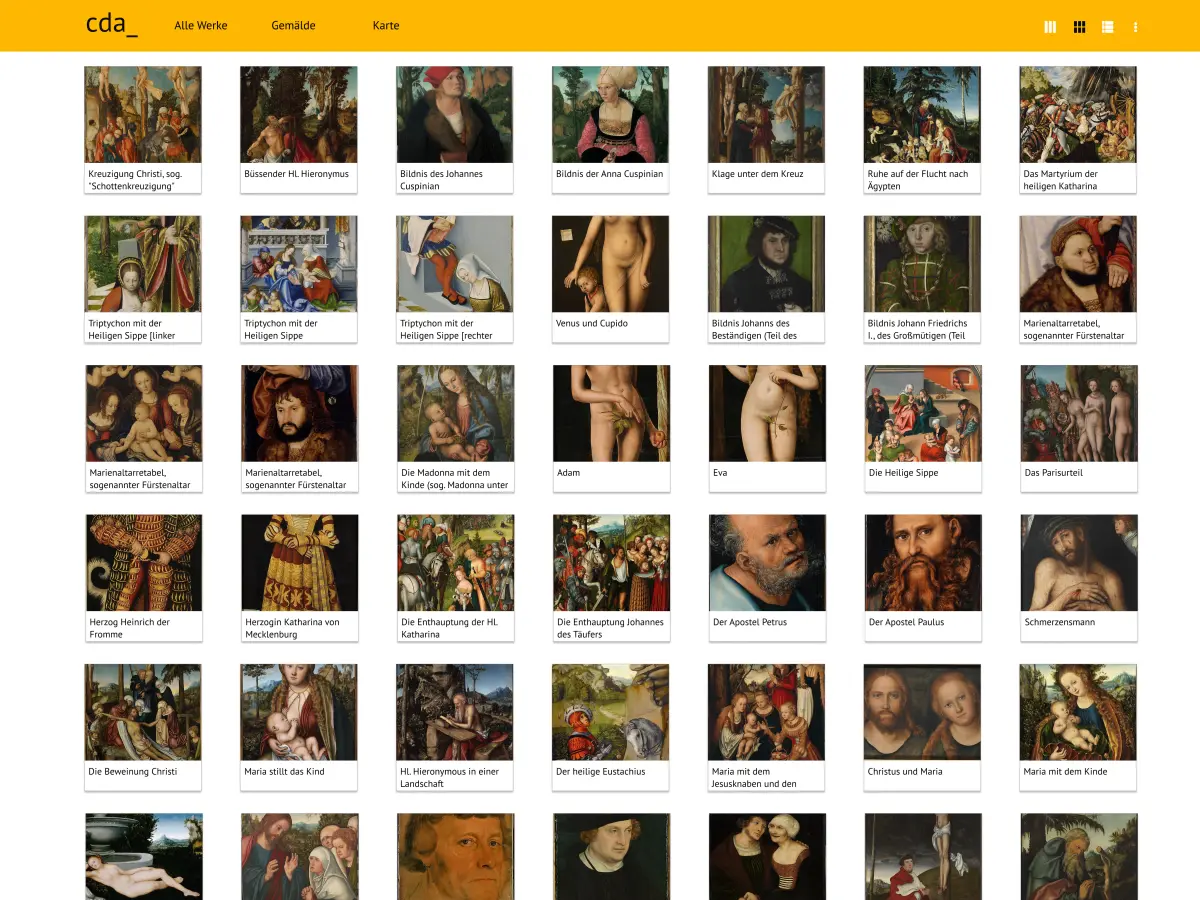 cda_
Alle Werke
Gemälde
Karte
Kreuzigung Christi, sog.
"Schottenkreuzigung"
Büssender Hl. Hieronymus
Bildnis des Johannes
Cuspinian
Bildnis der Anna Cuspinian
Klage unter dem Kreuz
Ruhe auf der Flucht nach
Ägypten
Das Martyrium der
heiligen Katharina
Triptychon mit der
Heiligen Sippe [linker
Triptychon mit der
Heiligen Sippe
Triptychon mit der
Heiligen Sippe [rechter
Venus und Cupido
Bildnis Johanns des
Beständigen (Teil des
Bildnis Johann Friedrichs
I., des Großmütigen (Teil
Marienaltarretabel,
sogenannter Fürstenaltar
Marienaltarretabel,
sogenannter Fürstenaltar
Marienaltarretabel,
sogenannter Fürstenaltar
Die Madonna mit dem
Kinde (sog. Madonna unter
Adam
Eva
Die Heilige Sippe
Das Parisurteil
Herzog Heinrich der
Fromme
Herzogin Katharina von
Mecklenburg
Die Enthauptung der Hl.
Katharina
Die Enthauptung Johannes
des Täufers
Der Apostel Petrus
Der Apostel Paulus
Schmerzensmann
Die Beweinung Christi
Maria stillt das Kind
Hl. Hieronymous in einer
Landschaft
Der heilige Eustachius
Maria mit dem
Jesusknaben und den
Christus und Maria
Maria mit dem Kinde